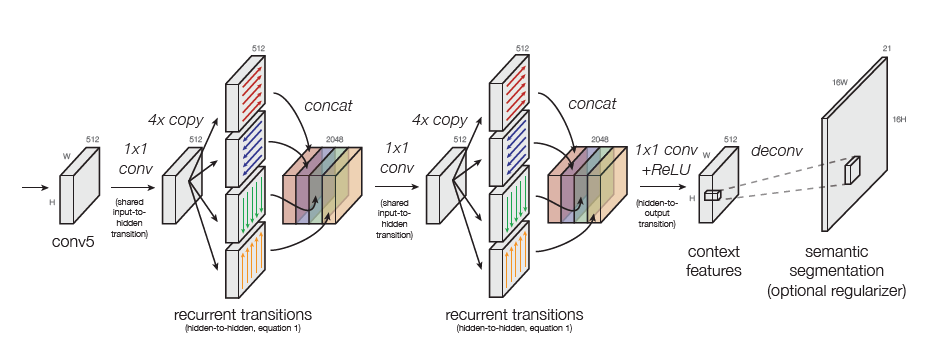 512
W
H
conv5
1x1
conv
(shared
input-to-
hidden
transition)
512
4x copy
512
recurrent transitions
(hidden-to-hidden, equation 1)
concat
2048
1x1
conv
(shared
input-to-
hidden
transition)
512
4x copy
512
recurrent transitions
(hidden-to-hidden, equation 1)
concat
2048
1x1 conv
+ReLU
(hidden-to-
output
transition)
512
W
H
context
features
deconv
21
16W
16H
semantic
segmentation
(optional regularizer)